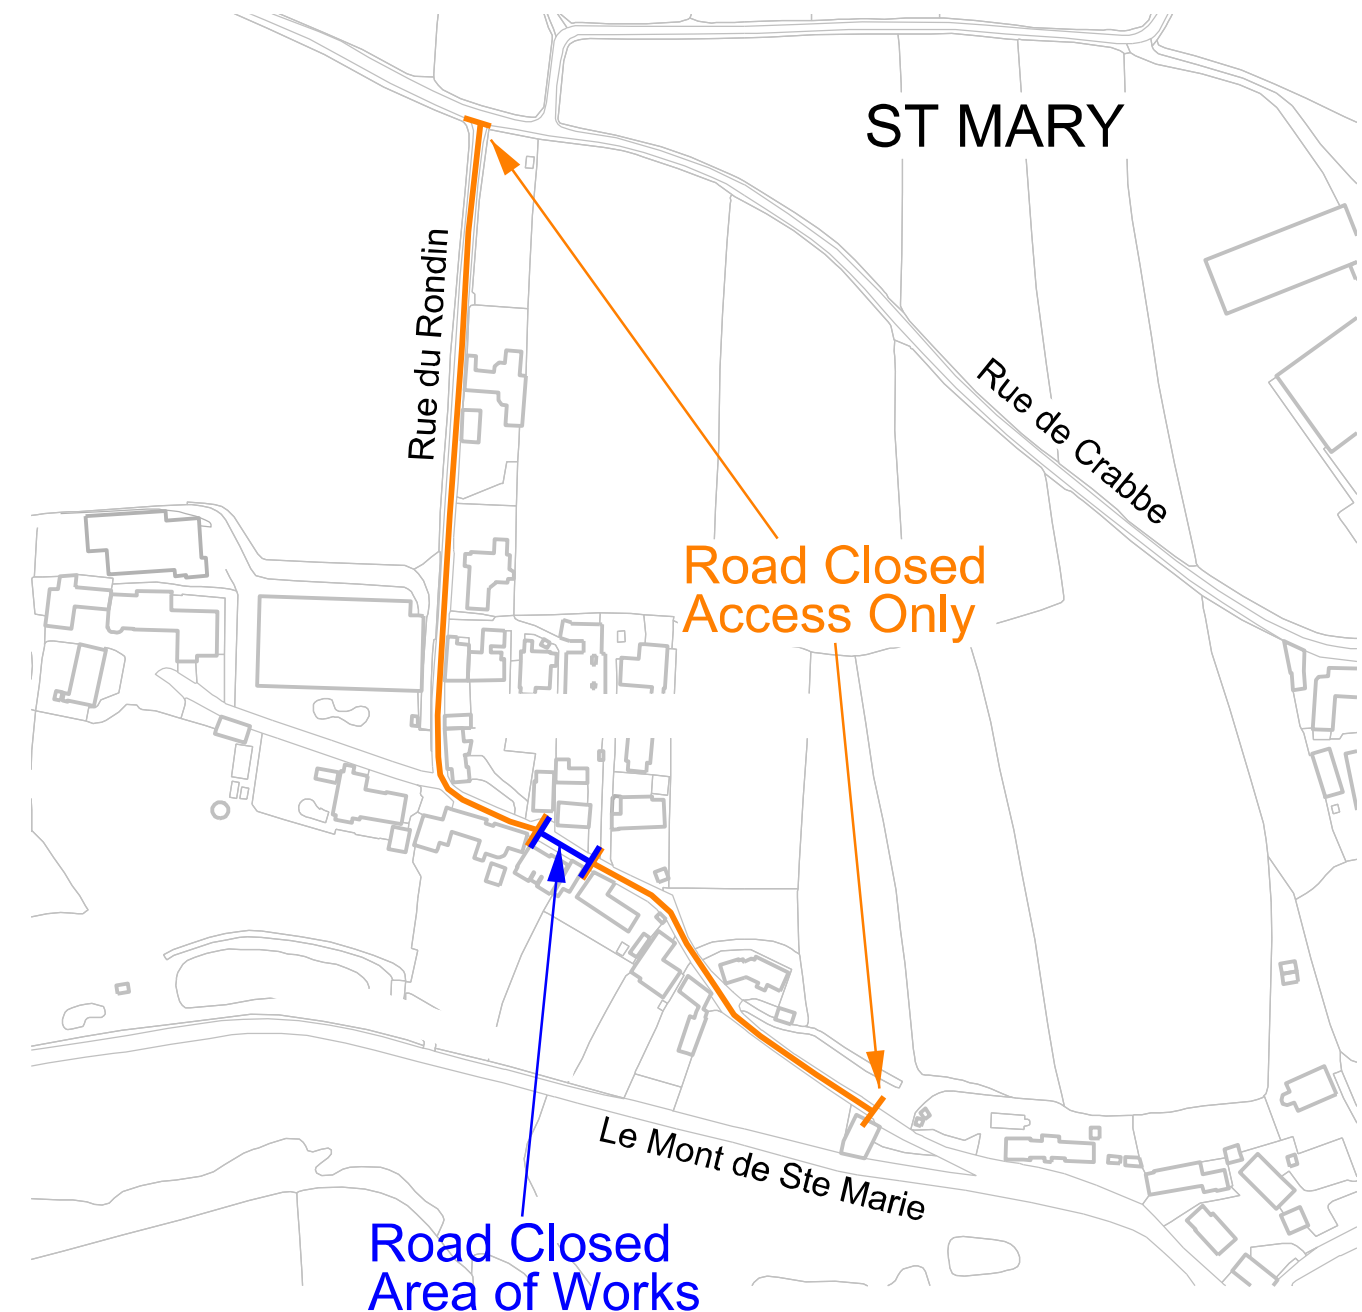 ST MARY
Rue du Rondin
Rue de Crabbe
Road Closed
Access Only
Le Mont de Ste Marie
Road Closed
Area of Works